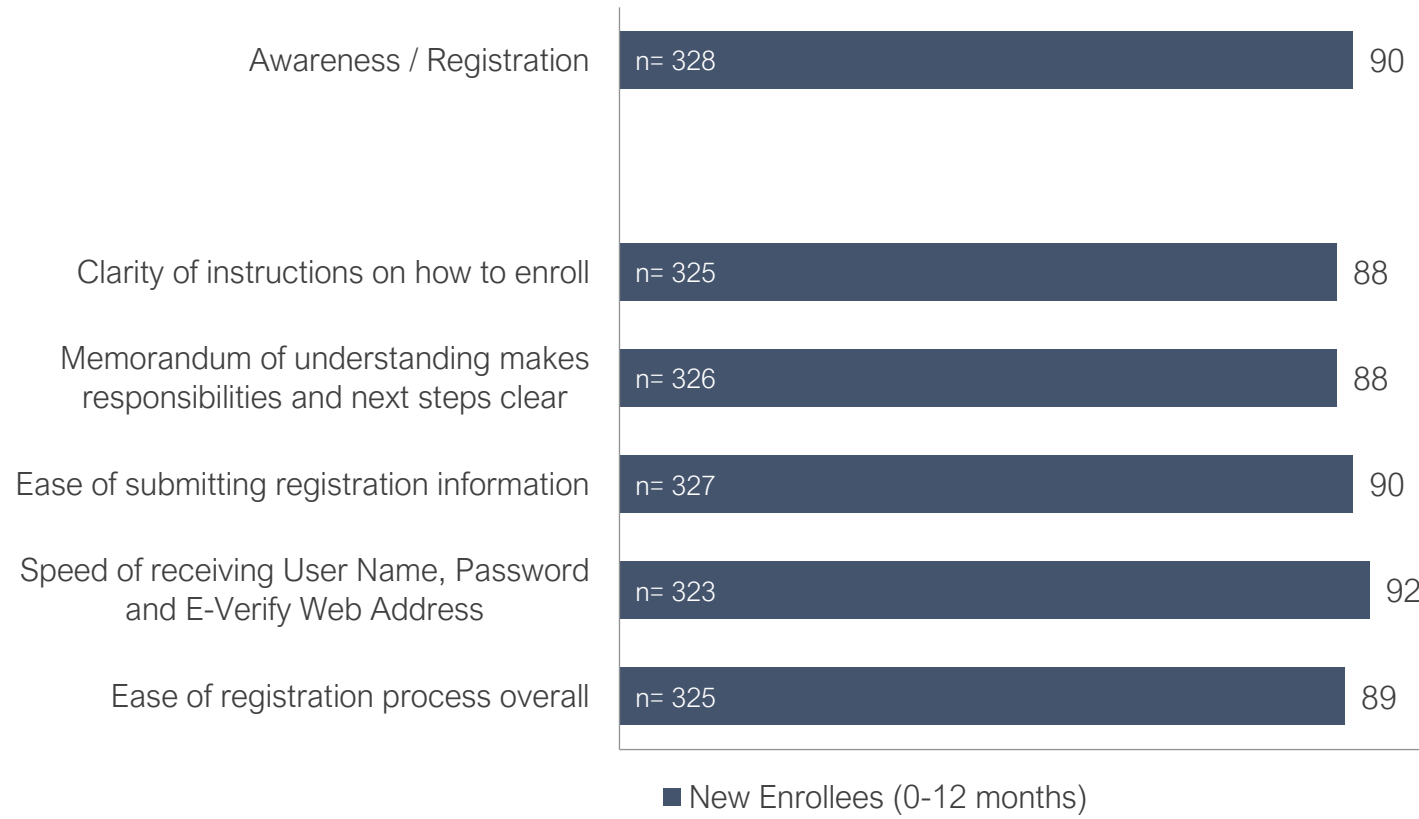 Awareness / Registration
n= 328
90
Clarity of instructions on how to enroll
n= 325
88
Memorandum of understanding makes
responsibilities and next steps clear
n= 326
88
Ease of submitting registration information
n= 327
90
Speed of receiving User Name, Password
and E-Verify Web Address
n= 323
92
Ease of registration process overall
n= 325
89
New Enrollees (0-12 months)